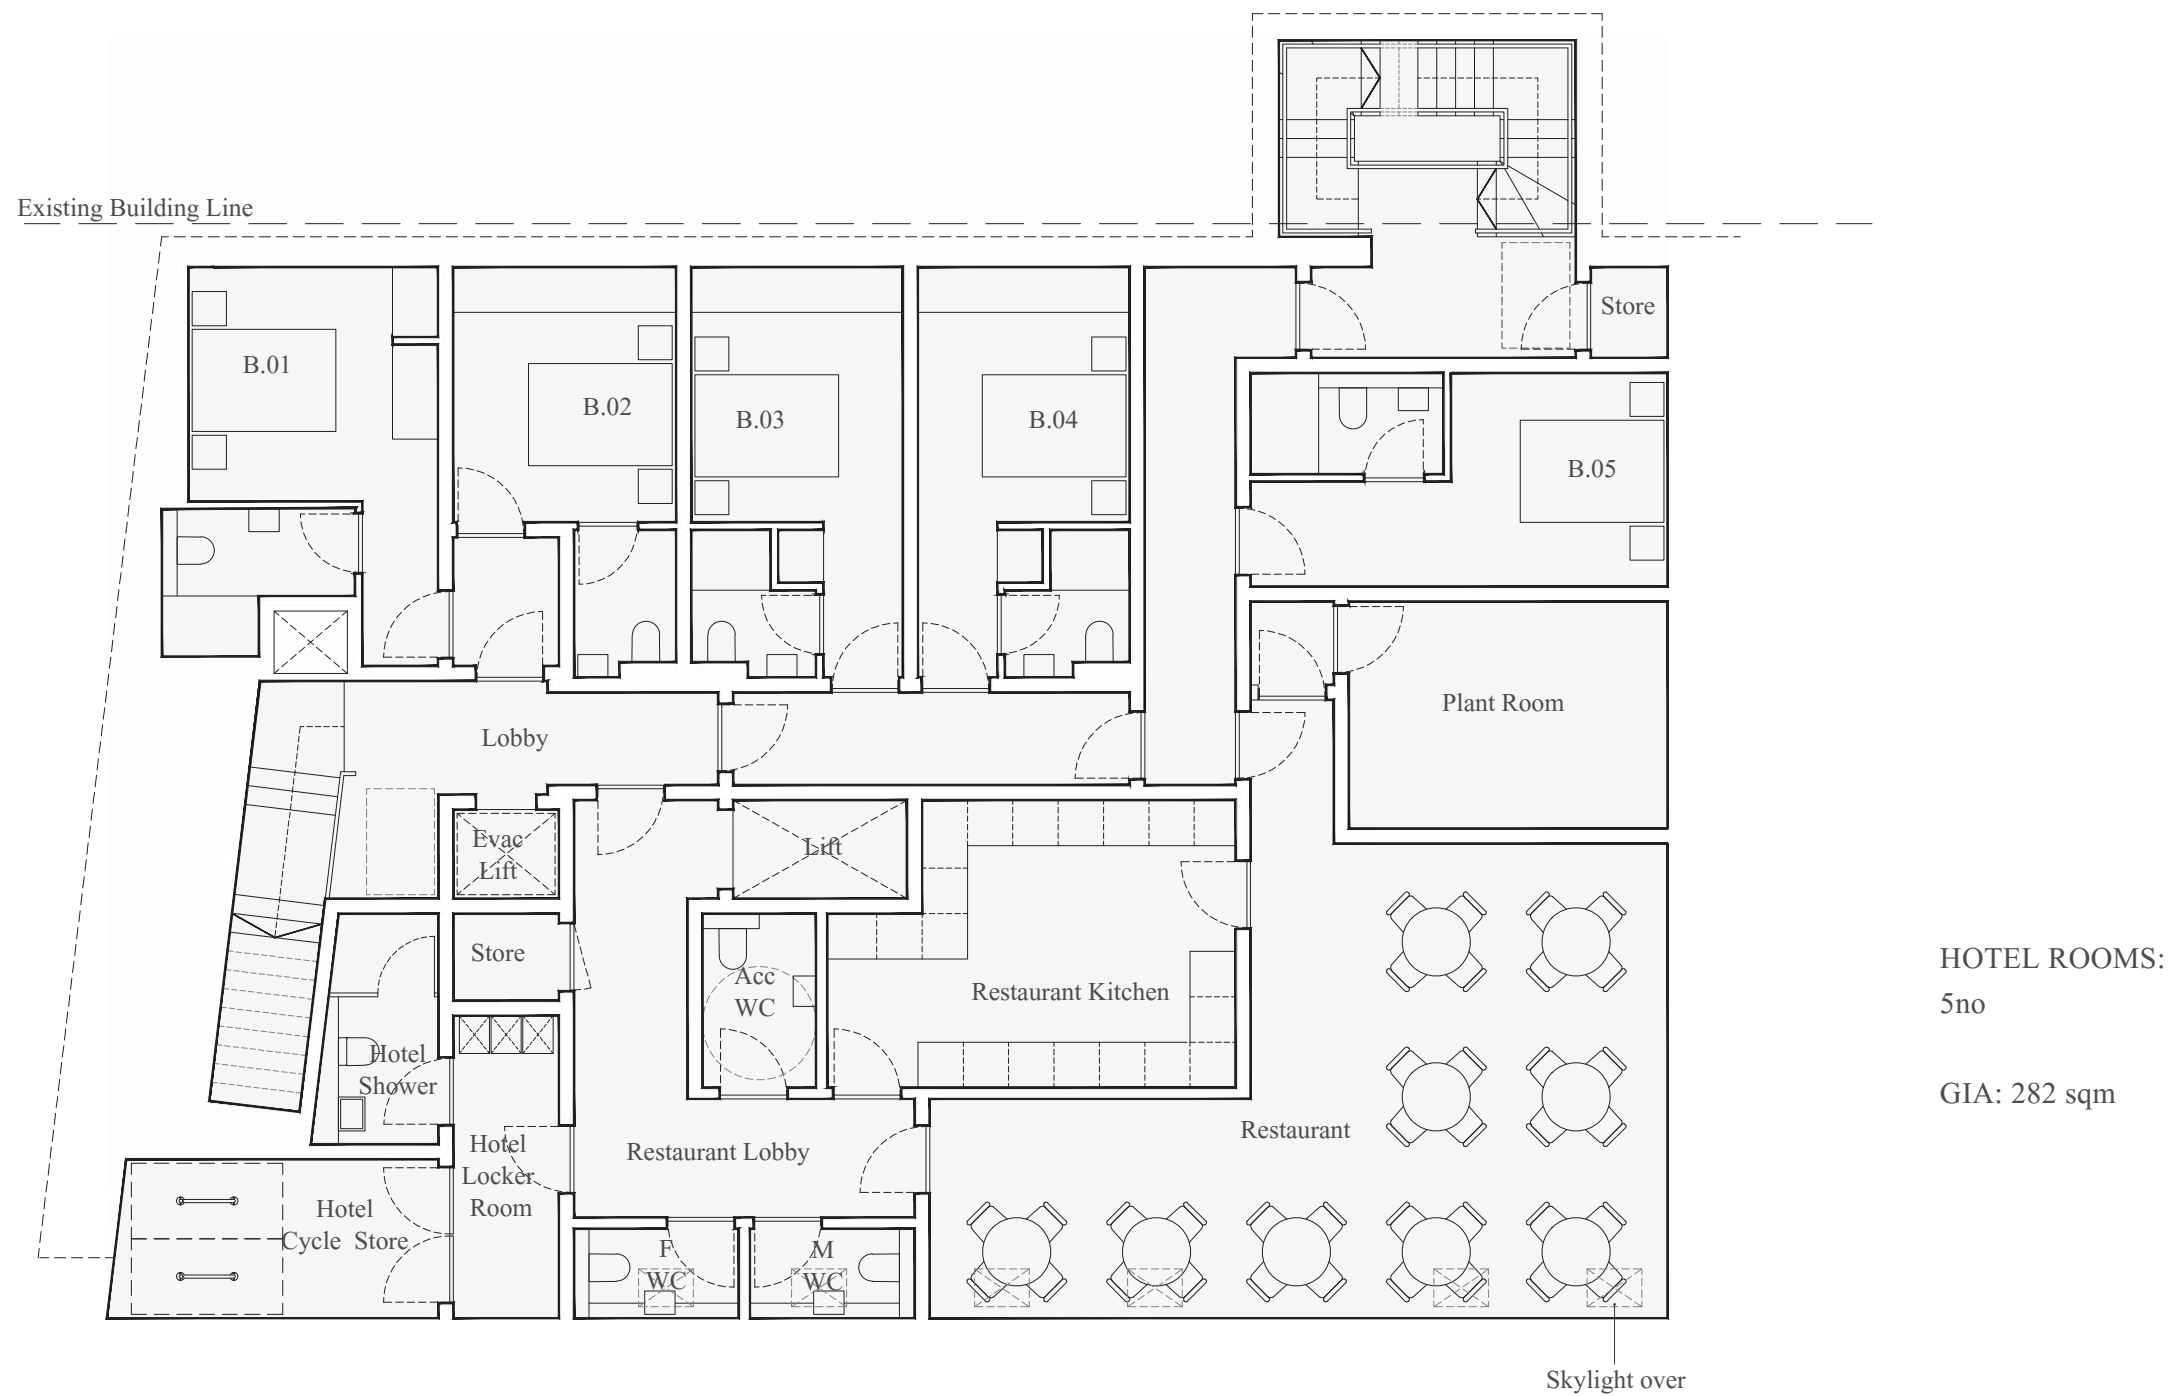 Existing Building Line
Store
B.01
B.02
B.03
B.04
B.05
Plant Room
Lobby
Evac
Lift
Lift
Store
Acc
WC
Restaurant Kitchen
HOTEL ROOMS:
5no
GIA: 282 sqm
Hotel
Shower
Hotel
Locker
Room
Restaurant Lobby
Restaurant
Hotel
Cycle Store
F
WC
M
WC
Skylight over